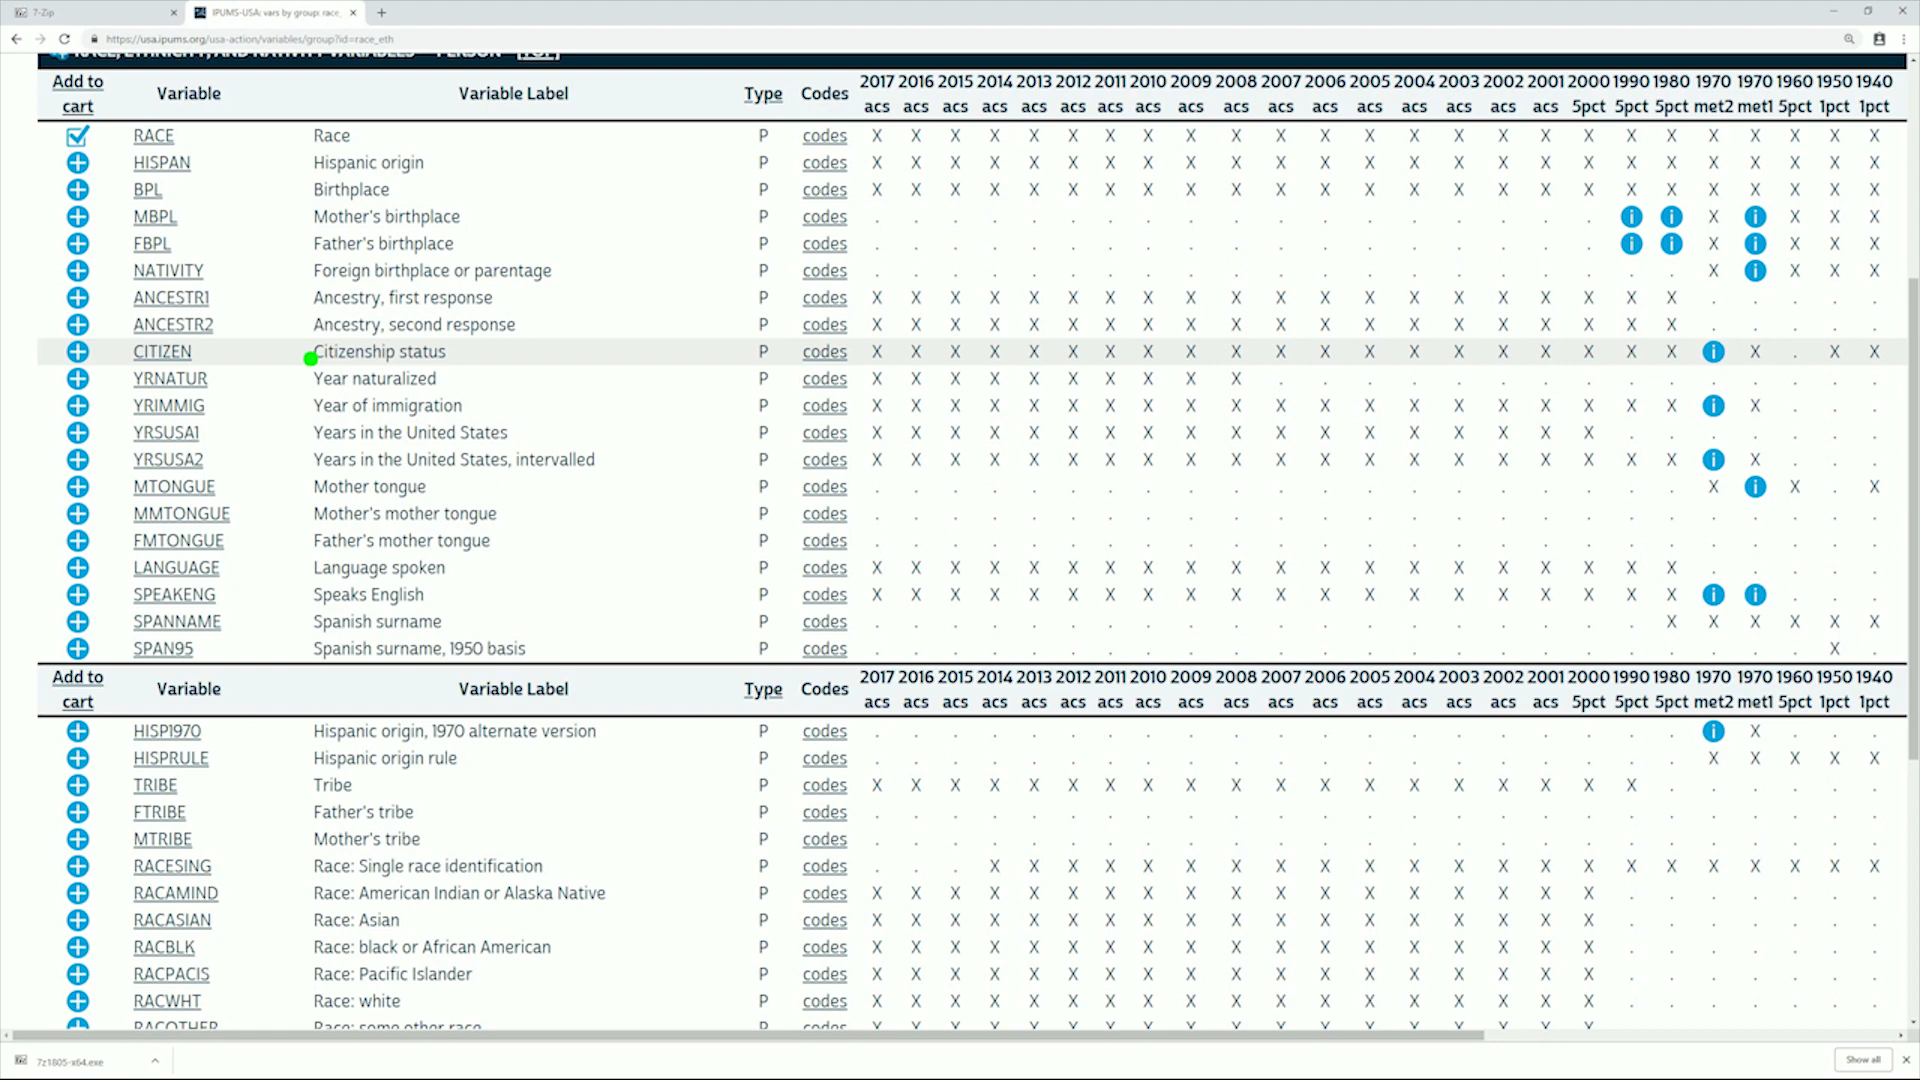 7-Zip
IPUMS-USA: vars by group: race_
https://usa.ipums.org/usa-action/variables/group?id=race_eth
RACE, ETHNICITY, AND NATIVITY VARIABLES -- PERSON [TOP]
Add to cart Variable Variable Label Type Codes 2017 acs 2016 acs 2015 acs 2014 acs 2013 acs 2012 acs 2011 acs 2010 acs 2009 acs 2008 acs 2007 acs 2006 acs 2005 acs 2004 acs 2003 acs 2002 acs 2001 acs 2000 5pct 1990 5pct 1980 5pct 1970 met2 1970 met1 1960 5pct 1950 1pct 1940 1pct
RACE Race P codes X X X X X X X X X X X X X X X X X X X X X X X X X
HISPAN Hispanic origin P codes X X X X X X X X X X X X X X X X X X X X X X X X X
BPL Birthplace P codes X X X X X X X X X X X X X X X X X X X X X X X X X
MBPL Mother's birthplace P codes . . . . . . . . . . . . . . . . . . i i X i X X X
FBPL Father's birthplace P codes . . . . . . . . . . . . . . . . . . i i X i X X X
NATIVITY Foreign birthplace or parentage P codes . . . . . . . . . . . . . . . . . . . . X i X X X
ANCESTR1 Ancestry, first response P codes X X X X X X X X X X X X X X X X X X X X . . . . .
ANCESTR2 Ancestry, second response P codes X X X X X X X X X X X X X X X X X X X X . . . . .
CITIZEN Citizenship status P codes X X X X X X X X X X X X X X X X X X X X i X . X X
YRNATUR Year naturalized P codes X X X X X X X X X X . . . . . . . . . . . . . . .
YRIMMIG Year of immigration P codes X X X X X X X X X X X X X X X X X X X X i X . . .
YRSUSA1 Years in the United States P codes X X X X X X X X X X X X X X X X X X . . . . . . .
YRSUSA2 Years in the United States, intervalled P codes X X X X X X X X X X X X X X X X X X X X i X . . .
MTONGUE Mother tongue P codes . . . . . . . . . . . . . . . . . . . . X i X . X
MMTONGUE Mother's mother tongue P codes . . . . . . . . . . . . . . . . . . . . . . . . .
FMTONGUE Father's mother tongue P codes . . . . . . . . . . . . . . . . . . . . . . . . .
LANGUAGE Language spoken P codes X X X X X X X X X X X X X X X X X X X X . . . . .
SPEAKENG Speaks English P codes X X X X X X X X X X X X X X X X X X X X i i . . .
SPANNAME Spanish surname P codes . . . . . . . . . . . . . . . . . . . X X X X X X
SPAN95 Spanish surname, 1950 basis P codes . . . . . . . . . . . . . . . . . . . . . . . X .
Add to cart Variable Variable Label Type Codes 2017 acs 2016 acs 2015 acs 2014 acs 2013 acs 2012 acs 2011 acs 2010 acs 2009 acs 2008 acs 2007 acs 2006 acs 2005 acs 2004 acs 2003 acs 2002 acs 2001 acs 2000 5pct 1990 5pct 1980 5pct 1970 met2 1970 met1 1960 5pct 1950 1pct 1940 1pct
HISP1970 Hispanic origin, 1970 alternate version P codes . . . . . . . . . . . . . . . . . . . . i X . . .
HISPRULE Hispanic origin rule P codes . . . . . . . . . . . . . . . . . . . . X X X X X
TRIBE Tribe P codes X X X X X X X X X X X X X X X X X X X . . . . . .
FTRIBE Father's tribe P codes . . . . . . . . . . . . . . . . . . . . . . . . .
MTRIBE Mother's tribe P codes . . . . . . . . . . . . . . . . . . . . . . . . .
RACESING Race: Single race identification P codes . . . X X X X X X X X X X X X X X X X X X X X X X
RACAMIND Race: American Indian or Alaska Native P codes X X X X X X X X X X X X X X X X X X . . . . . . .
RACASIAN Race: Asian P codes X X X X X X X X X X X X X X X X X X . . . . . . .
RACBLK Race: black or African American P codes X X X X X X X X X X X X X X X X X X . . . . . . .
RACPACIS Race: Pacific Islander P codes X X X X X X X X X X X X X X X X X X . . . . . . .
RACWHT Race: white P codes X X X X X X X X X X X X X X X X X X . . . . . . .
RACOTHER Race: some other race P codes X X X X X X X X X X X X X X X X X X
7z1805-x64.exe
Show all